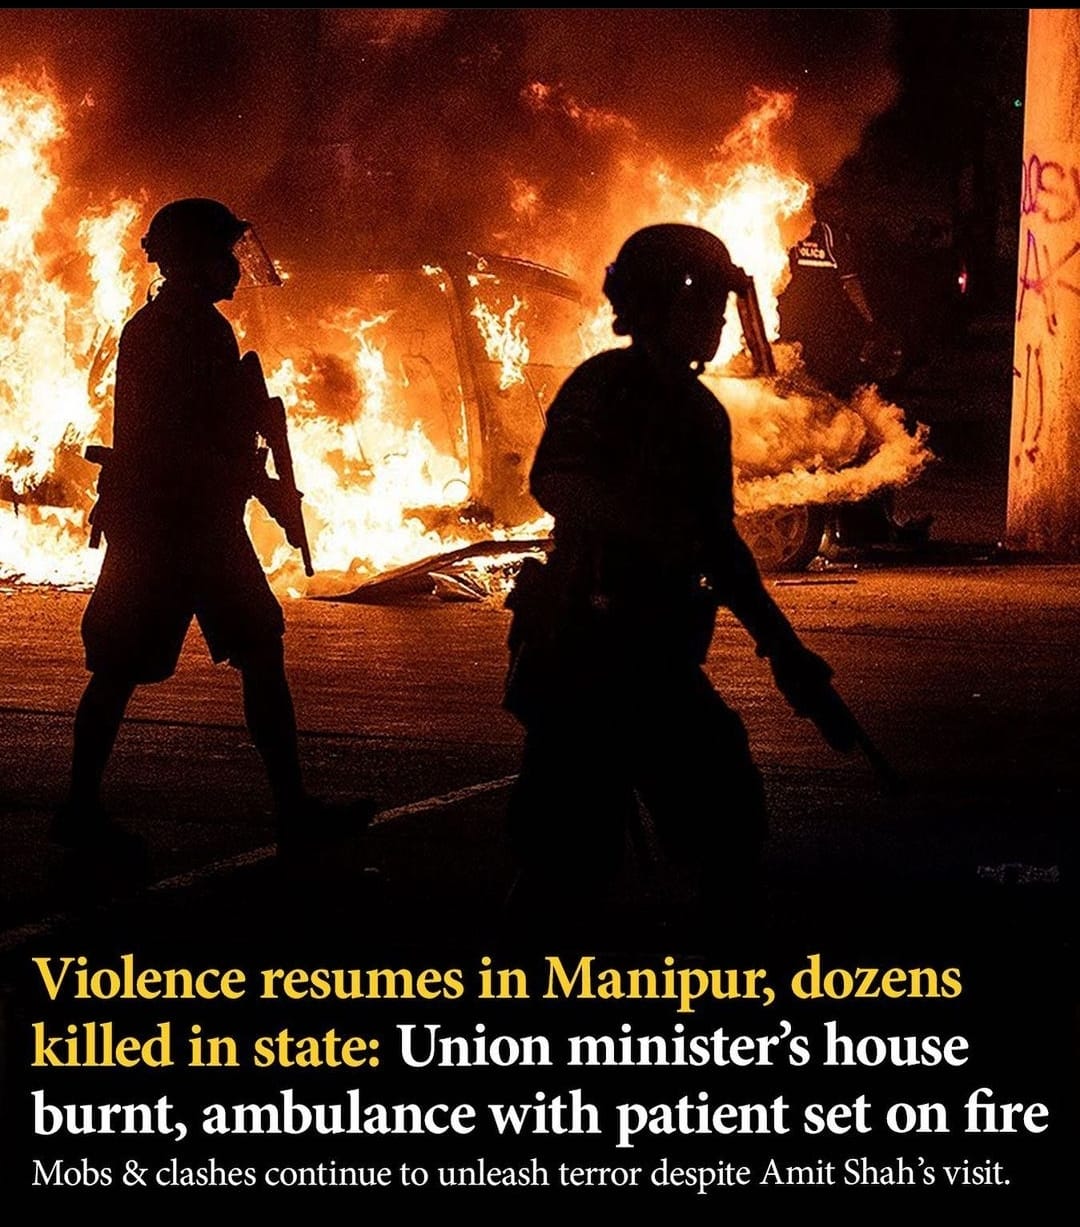 POLICE
Violence resumes in Manipur, dozens
killed in state: Union minister's house
burnt, ambulance with patient set on fire
Mobs & clashes continue to unleash terror despite Amit Shah's visit.